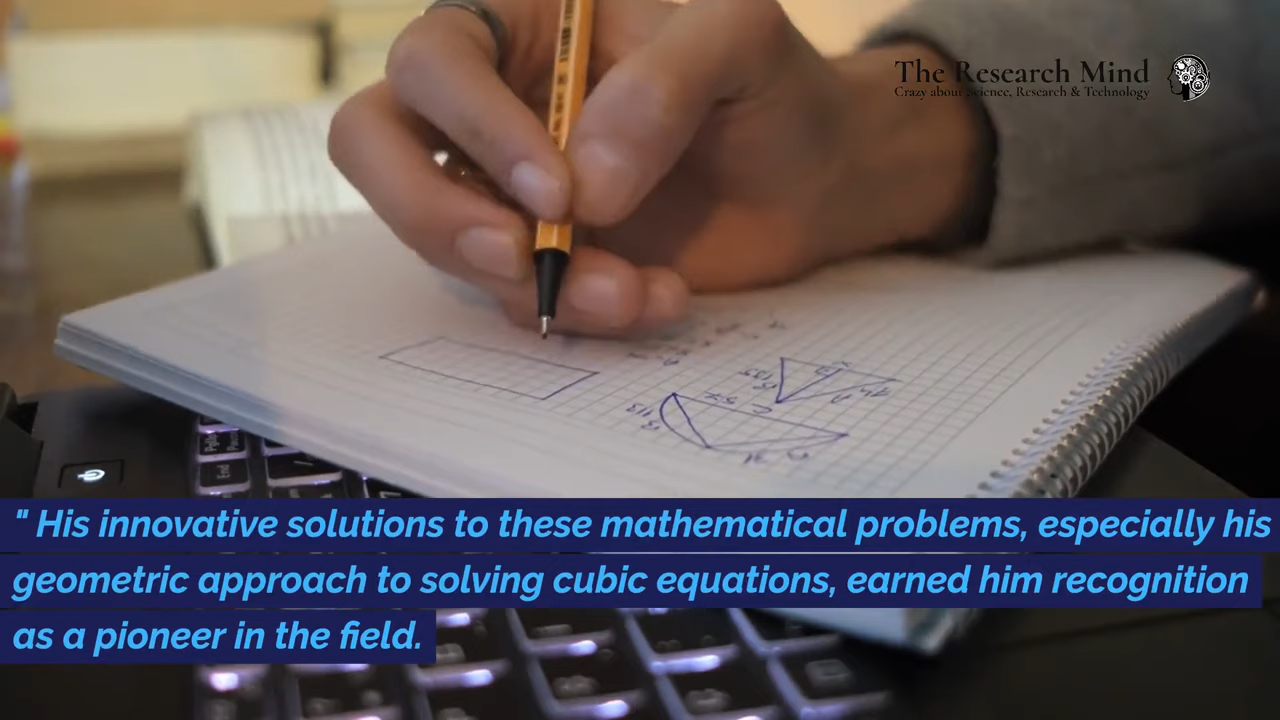 The Research Mind
Crazy about Science, Research & Technology
End
" His innovative solutions to these mathematical problems, especially his
geometric approach to solving cubic equations, earned him recognition
as a pioneer in the field.